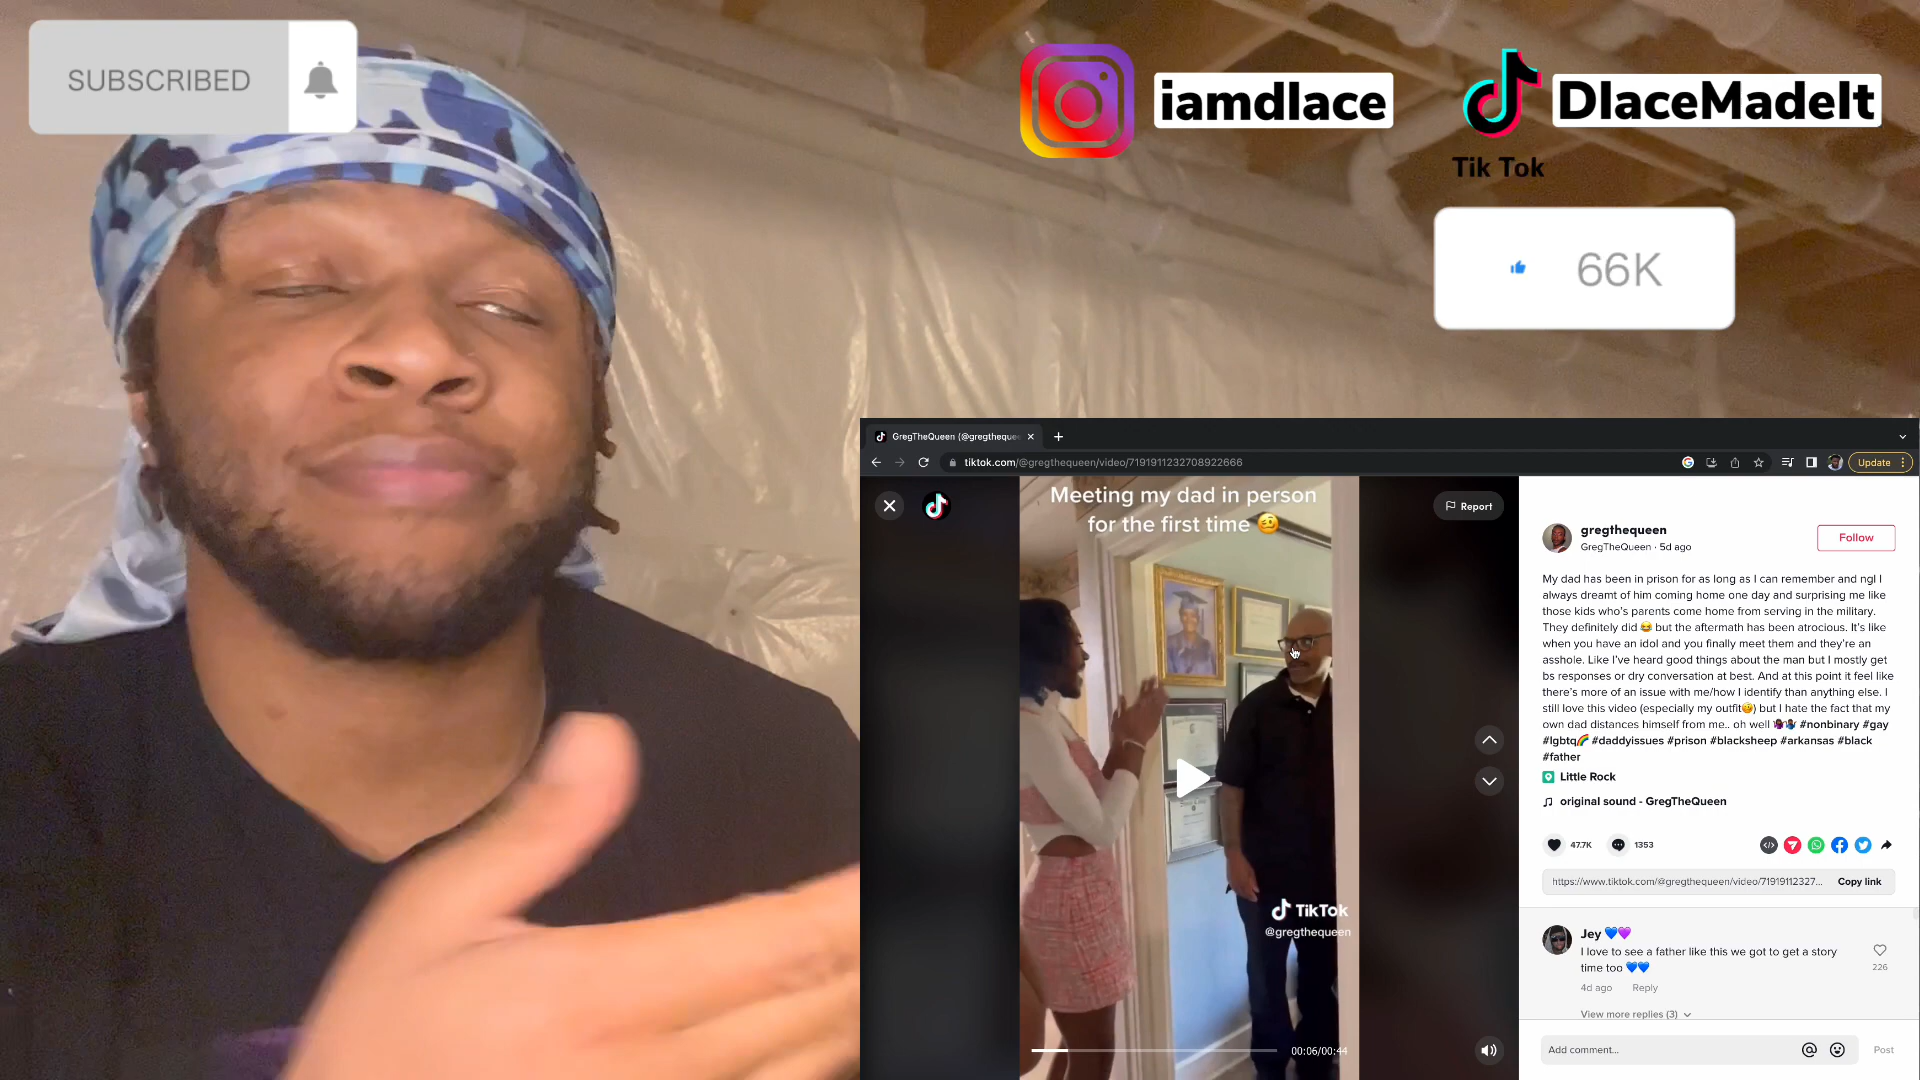 SUBSCRIBED
iamdlace
DlaceMadeIt
Tik Tok
66K
GregTheQueen (@gregtheque
tiktok.com/@gregthequeen/video/7191911232708922666
Update
Meeting my dad in person
for the first time 🥴
Report
TikTok
@gregthequeen
00:06/00:44
gregthequeen
GregTheQueen · 5d ago
Follow
My dad has been in prison for as long as I can remember and ngl I
always dreamt of him coming home one day and surprising me like
those kids who's parents come home from serving in the military.
They definitely did 😂 but the aftermath has been atrocious. It's like
when you have an idol and you finally meet them and they're an
asshole. Like I've heard good things about the man but I mostly get
bs responses or dry conversation at best. And at this point it feel like
there's more of an issue with me/how I identify than anything else. I
still love this video (especially my outfit😋) but I hate the fact that my
own dad distances himself from me.. oh well #nonbinary #gay
#lgbtq🌈 #daddyissues #prison #blacksheep #arkansas #black
#father
Little Rock
original sound - GregTheQueen
47.7K 1353
https://www.tiktok.com/@gregthequeen/video/71919112327... Copy link
Jey 💙💜
I love to see a father like this we got to get a story
time too 💙💙
226
4d ago Reply
View more replies (3)
Add comment...
Post